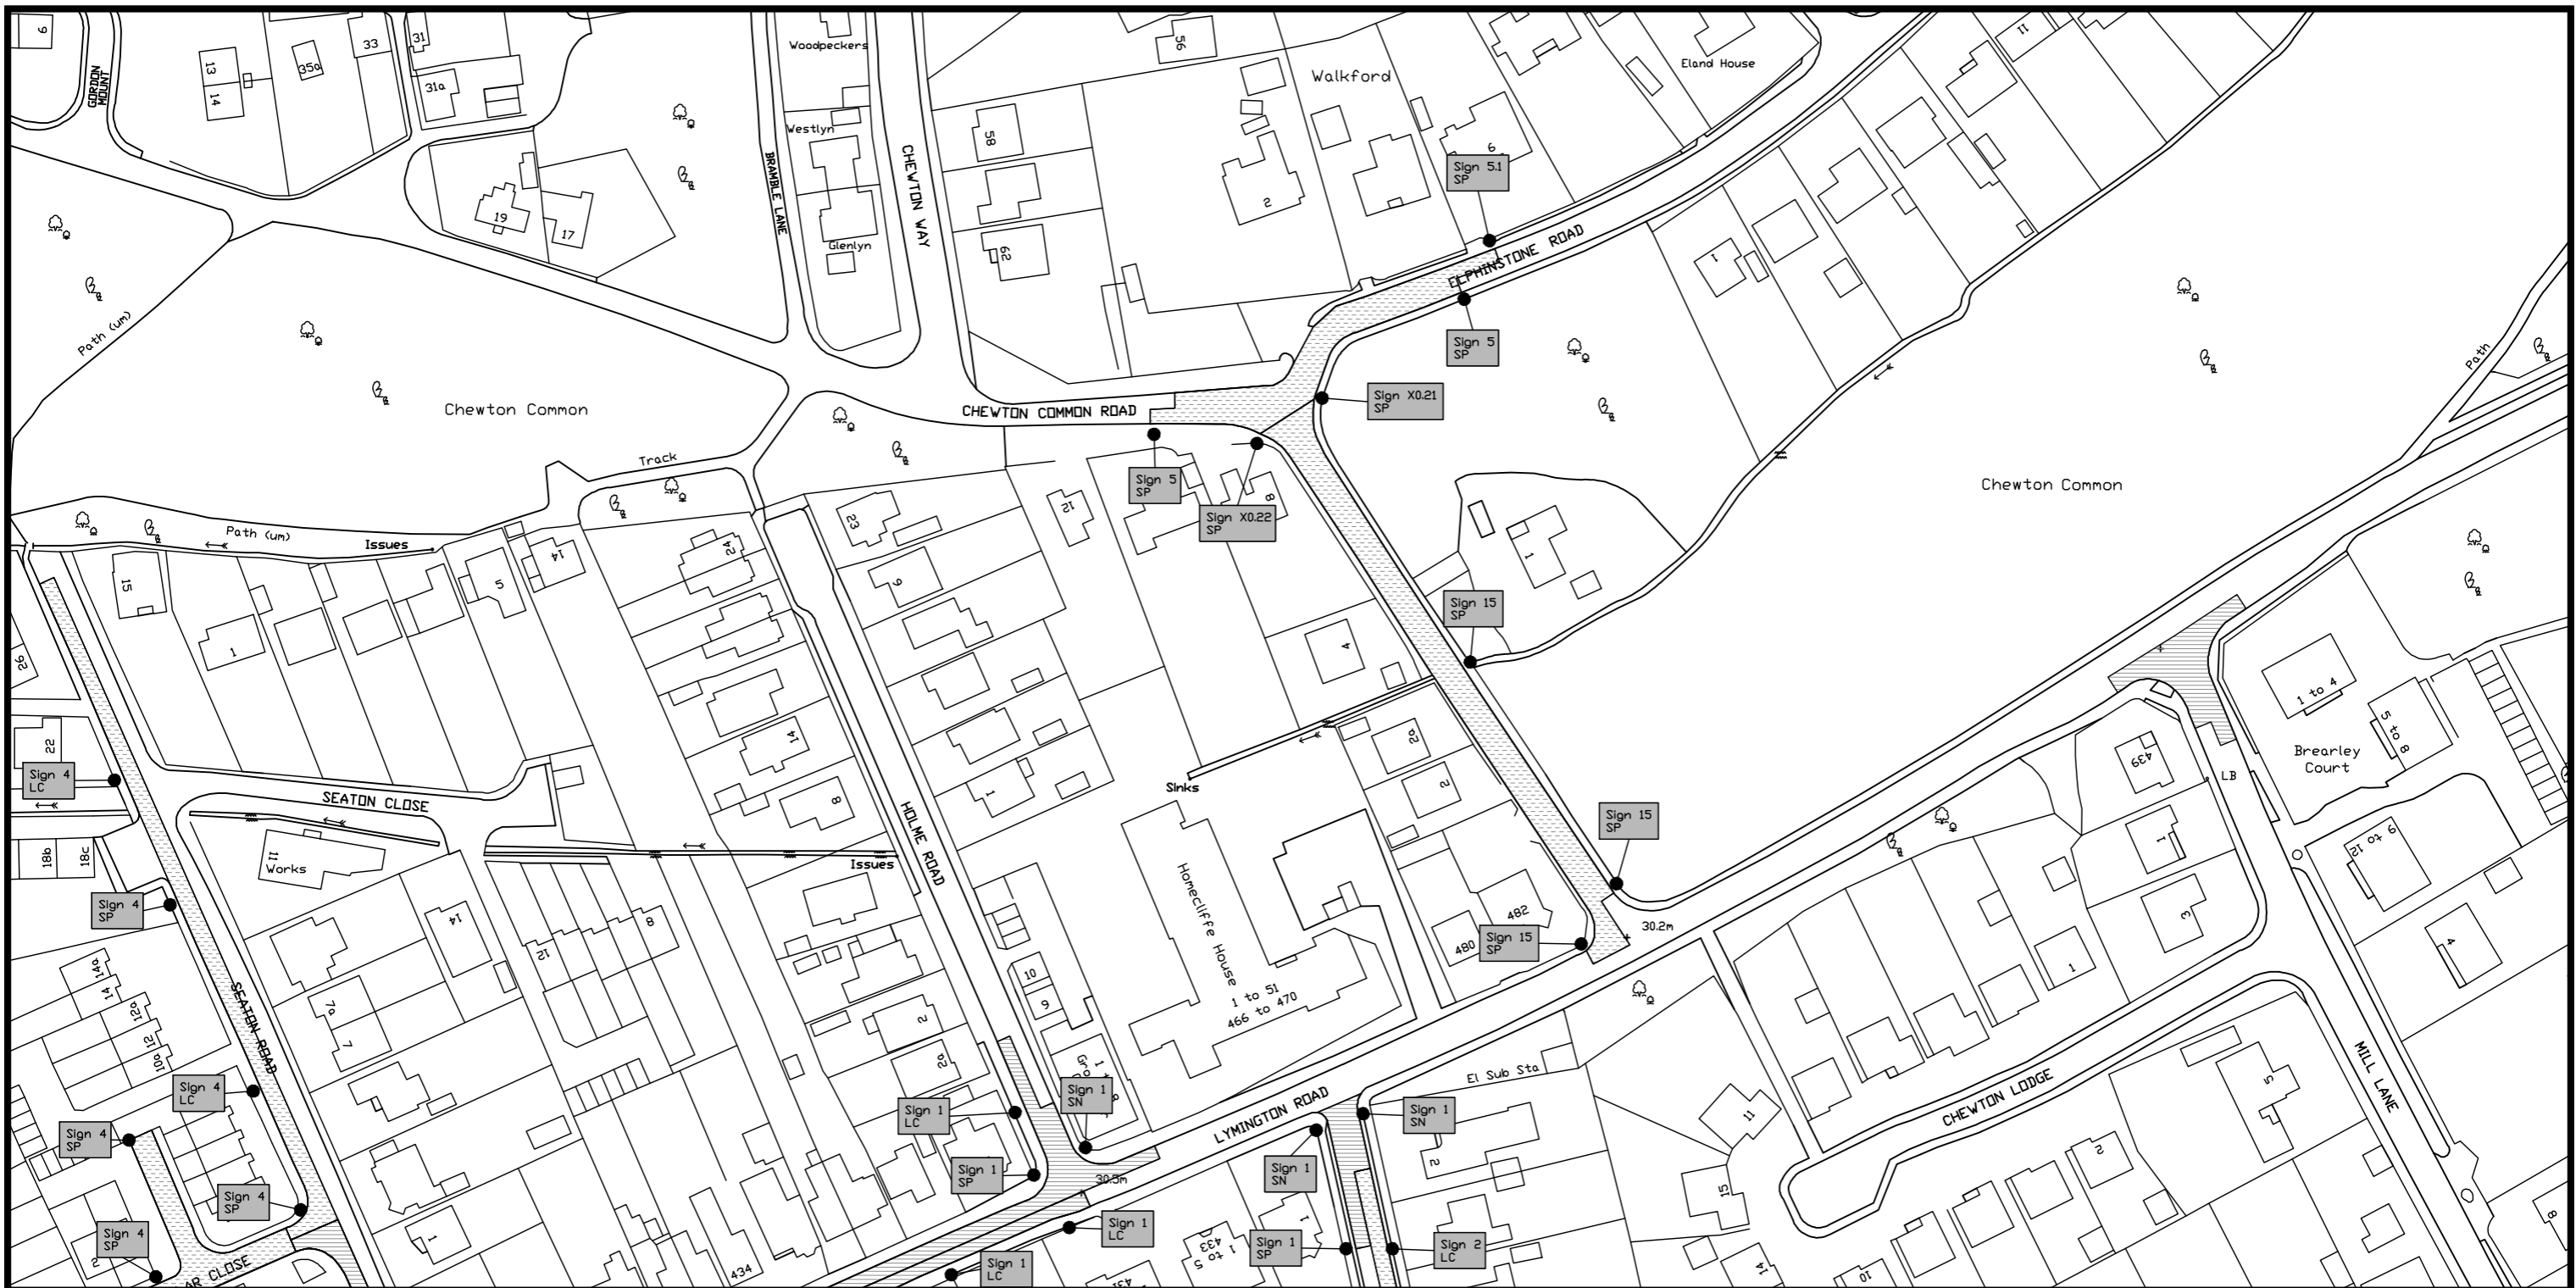 6
GORDON
MOUNT
13
14
35a
33
31
31a
Woodpeckers
Westlyn
Glenlyn
BRAMBLE LANE
CHEWTON WAY
56
58
62
Walkford
2
6
Eland House
11
Sign 5.1
SP
ELPHINSTONE ROAD
1
Sign 5
SP
19
17
Path (um)
Chewton Common
CHEWTON COMMON ROAD
Sign X0.21
SP
Path
Track
Sign 5
SP
Sign X0.22
SP
8
12
23
9
24
Chewton Common
Path (um)
Issues
15
1
5
14
26
22
Sign 4
LC
1
Sign 15
SP
4
2a
2
14
8
1
Sinks
SEATON CLOSE
HOLME ROAD
11
Works
18b
18c
Sign 4
SP
Issues
Sign 15
SP
1 to 4
5 to 8
Brearley
Court
439
LB
1
3
9 to 12
4
Homecliffe House
1 to 51
466 to 470
482
480
Sign 15
SP
30.2m
14
12
8
10
9
14a
14
12a
12
10a
7a
7
SEATON ROAD
2
2a
Sign 4
LC
Sign 4
SP
Sign 4
SP
Sign 4
SP
2
1
434
Sign 1
LC
Sign 1
SN
Sign 1
SP
30.5m
Sign 1
LC
Sign 1
LC
LYMINGTON ROAD
El Sub Sta
Sign 1
SN
2
Sign 1
SN
1
1 to 5
433
431
Sign 1
SP
Sign 2
LC
11
15
14
10
2
1
CHEWTON LODGE
5
MILL LANE
8
AR CLOSE